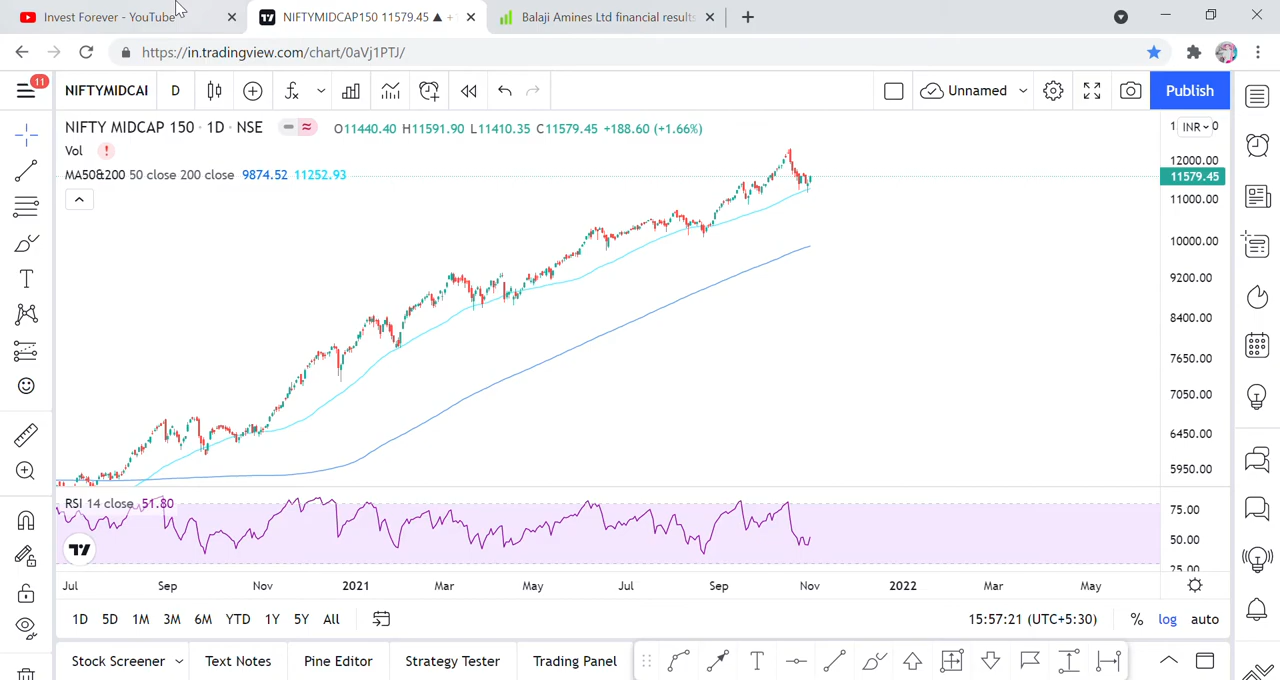 Invest Forever - YouTube
NIFTYMIDCAP150 11579.45 ▲ +
Balaji Amines Ltd financial results
https://in.tradingview.com/chart/0aVj1PTJ/
11
NIFTYMIDCAI
D
Unnamed
Publish
NIFTY MIDCAP 150 · 1D · NSE
O11440.40 H11591.90 L11410.35 C11579.45 +188.60 (+1.66%)
INR
Vol
MA50&200 50 close 200 close 9874.52 11252.93
12000.00
11579.45
11000.00
10000.00
9200.00
8400.00
7650.00
7050.00
6450.00
5950.00
RSI 14 close 51.80
75.00
50.00
25.00
Jul Sep Nov 2021 Mar May Jul Sep Nov 2022 Mar May
1D 5D 1M 3M 6M YTD 1Y 5Y All
15:57:21 (UTC+5:30) % log auto
Stock Screener Text Notes Pine Editor Strategy Tester Trading Panel